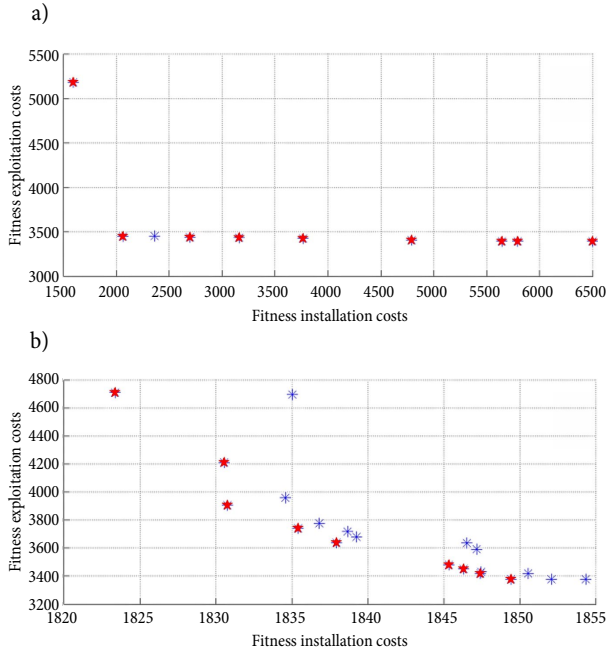 a)
5500
5000
4500
4000
3500
3000
Fitness exploitation costs
1500 2000 2500 3000 3500 4000 4500 5000 5500 6000 6500
Fitness installation costs
b)
4800
4600
4400
4200
4000
3800
3600
3400
3200
Fitness exploitation costs
1820 1825 1830 1835 1840 1845 1850 1855
Fitness installation costs